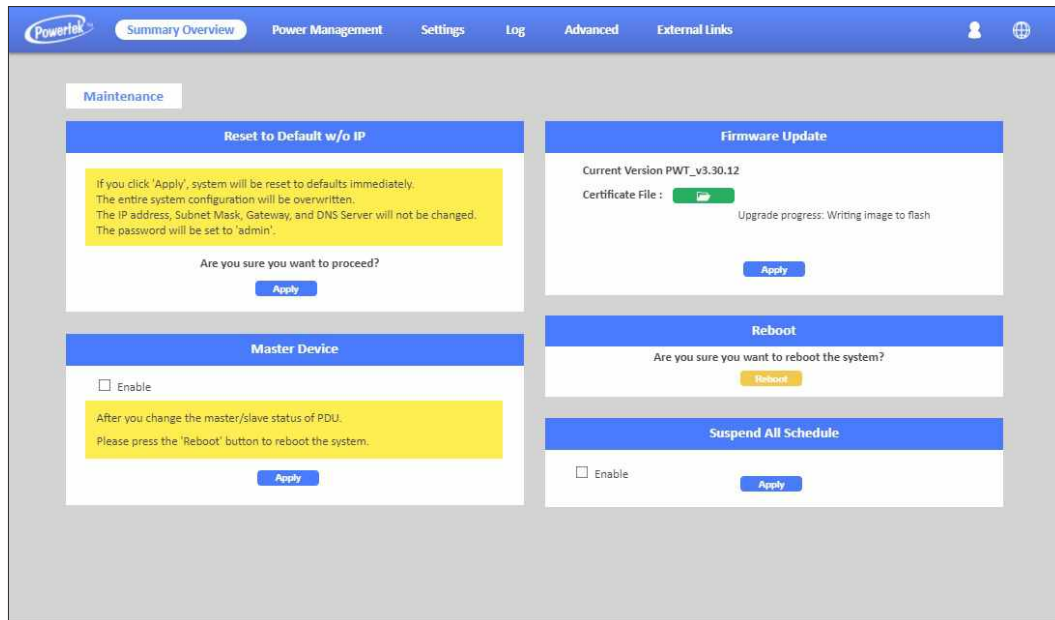 Powertek™
Summary Overview
Power Management
Settings
Log
Advanced
External Links
Maintenance
Reset to Default w/o IP
If you click 'Apply', system will be reset to defaults immediately.
The entire system configuration will be overwritten.
The IP address, Subnet Mask, Gateway, and DNS Server will not be changed.
The password will be set to 'admin'.
Are you sure you want to proceed?
Apply
Master Device
Enable
After you change the master/slave status of PDU.
Please press the 'Reboot' button to reboot the system.
Apply
Firmware Update
Current Version PWT_v3.30.12
Certificate File :
Upgrade progress: Writing image to flash
Apply
Reboot
Are you sure you want to reboot the system?
Reboot
Suspend All Schedule
Enable
Apply